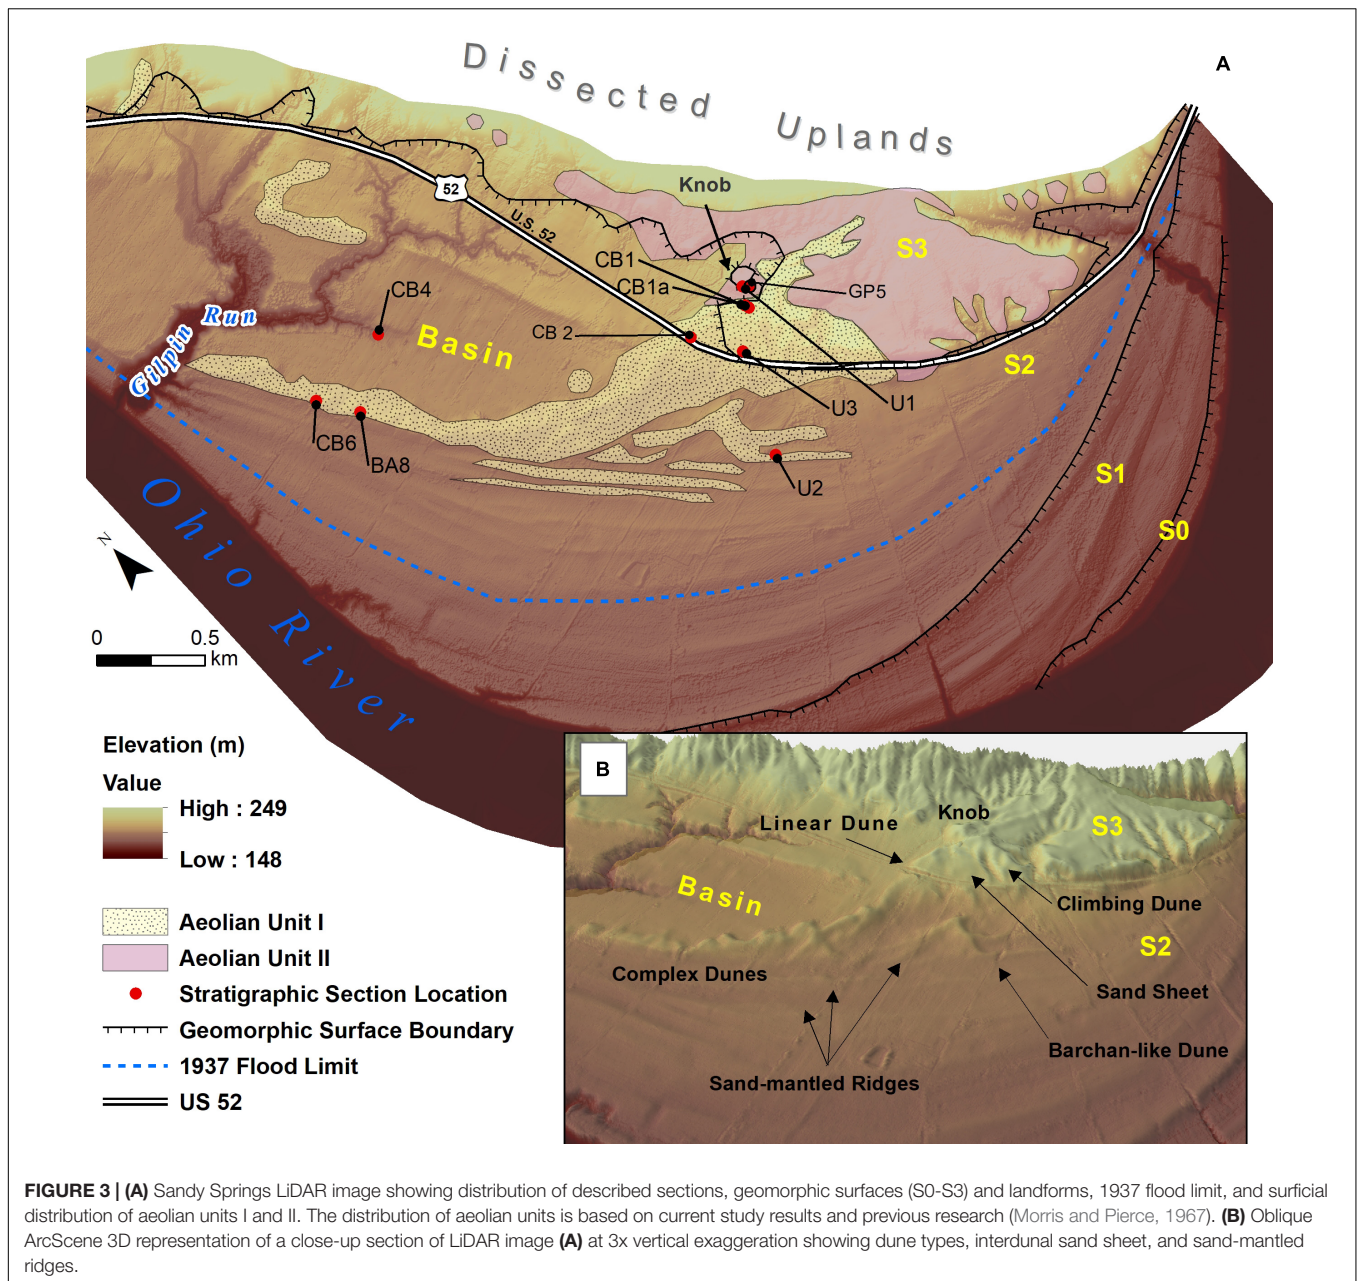 Dissected Uplands
A
Knob
52
U.S. 52
S3
CB1
CB1a
GP5
CB4
Gilpin Run
Basin
CB 2
S2
U3
U1
CB6
BA8
U2
S1
S0
Ohio River
N
0 0.5
km
Elevation (m)
Value
High : 249
Low : 148
Aeolian Unit I
Aeolian Unit II
Stratigraphic Section Location
Geomorphic Surface Boundary
1937 Flood Limit
US 52
B
Knob
Linear Dune
S3
Basin
Climbing Dune
S2
Complex Dunes
Sand Sheet
Barchan-like Dune
Sand-mantled Ridges
FIGURE 3 | (A) Sandy Springs LiDAR image showing distribution of described sections, geomorphic surfaces (S0-S3) and landforms, 1937 flood limit, and surficial
distribution of aeolian units I and II. The distribution of aeolian units is based on current study results and previous research (Morris and Pierce, 1967). (B) Oblique
ArcScene 3D representation of a close-up section of LiDAR image (A) at 3x vertical exaggeration showing dune types, interdunal sand sheet, and sand-mantled
ridges.